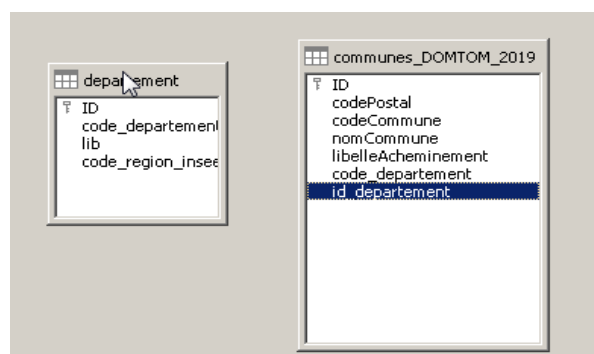 departement
ID
code_departement
lib
code_region_insee
communes_DOMTOM_2019
ID
codePostal
codeCommune
nomCommune
libelleAcheminement
code_departement
id_departement